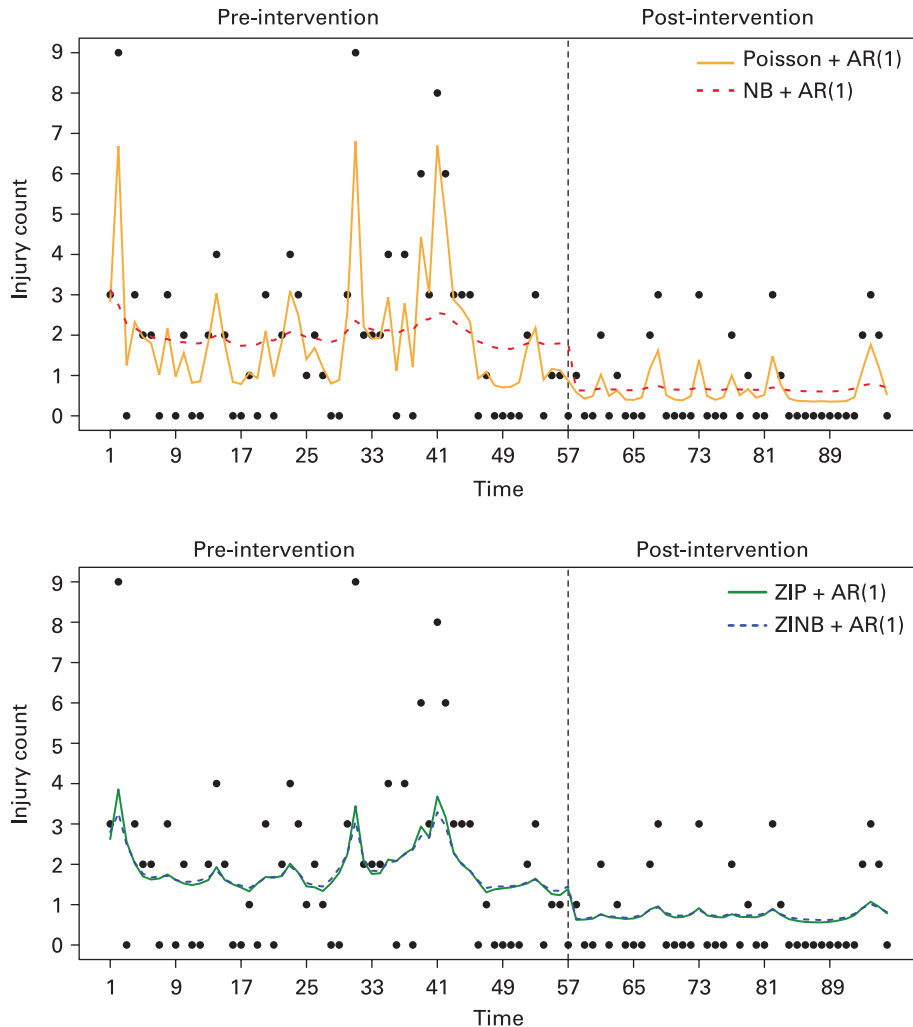 Pre-intervention Post-intervention
Poisson + AR(1)
NB + AR(1)
9
8
7
6
5
4
3
2
1
0
Injury count
1 9 17 25 33 41 49 57 65 73 81 89
Time
Pre-intervention Post-intervention
ZIP + AR(1)
ZINB + AR(1)
9
8
7
6
5
4
3
2
1
0
Injury count
1 9 17 25 33 41 49 57 65 73 81 89
Time